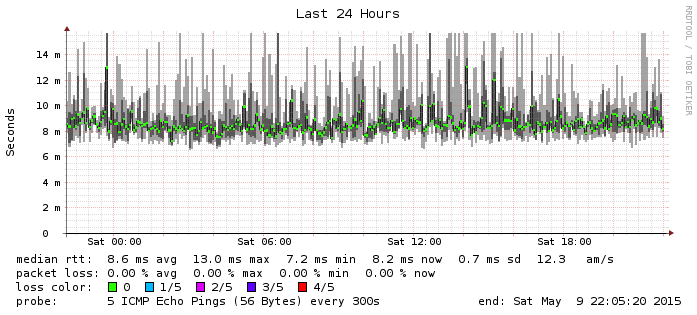 Last 24 Hours
RRDTOOL / TOBI OETIKER
Seconds
14 m
12 m
10 m
8 m
6 m
4 m
2 m
0
Sat 00:00 Sat 06:00 Sat 12:00 Sat 18:00
median rtt: 8.6 ms avg 13.0 ms max 7.2 ms min 8.2 ms now 0.7 ms sd 12.3 am/s
packet loss: 0.00 % avg 0.00 % max 0.00 % min 0.00 % now
loss color: 0 1/5 2/5 3/5 4/5
probe: 5 ICMP Echo Pings (56 Bytes) every 300s end: Sat May 9 22:05:20 2015